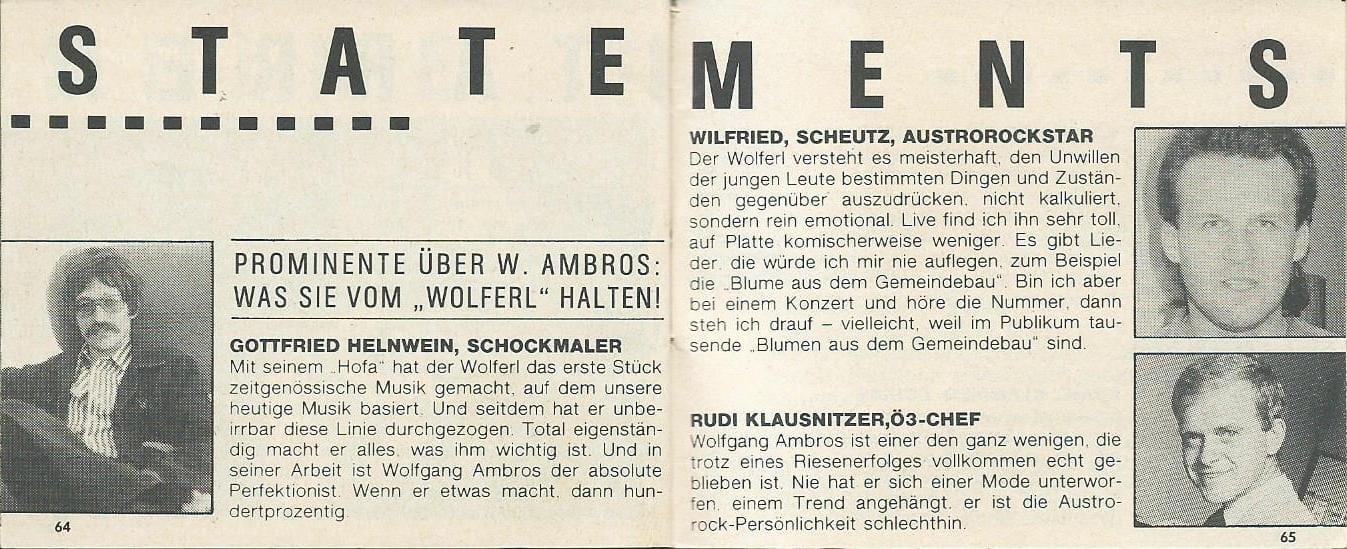 STATEMENTS
PROMINENTE ÜBER W. AMBROS:
WAS SIE VOM „WOLFERL“ HALTEN!
GOTTFRIED HELNWEIN, SCHOCKMALER
Mit seinem „Hofa“ hat der Wolferl das erste Stück
zeitgenössische Musik gemacht, auf dem unsere
heutige Musik basiert. Und seitdem hat er unbe-
irrbar diese Linie durchgezogen. Total eigenstän-
dig macht er alles, was ihm wichtig ist. Und in
seiner Arbeit ist Wolfgang Ambros der absolute
Perfektionist. Wenn er etwas macht, dann hun-
dertprozentig.
64
WILFRIED, SCHEUTZ, AUSTROROCKSTAR
Der Wolferl versteht es meisterhaft, den Unwillen
der jungen Leute bestimmten Dingen und Zustän-
den gegenüber auszudrücken, nicht kalkuliert,
sondern rein emotional. Live find ich ihn sehr toll,
auf Platte komischerweise weniger. Es gibt Lie-
der, die würde ich mir nie auflegen, zum Beispiel
die „Blume aus dem Gemeindebau“. Bin ich aber
bei einem Konzert und höre die Nummer, dann
steh ich drauf – vielleicht, weil im Publikum tau-
sende „Blumen aus dem Gemeindebau“ sind.
RUDI KLAUSNITZER,Ö3-CHEF
Wolfgang Ambros ist einer den ganz wenigen, die
trotz eines Riesenerfolges vollkommen echt ge-
blieben ist. Nie hat er sich einer Mode unterwor-
fen, einem Trend angehängt, er ist die Austro-
rock-Persönlichkeit schlechthin.
65